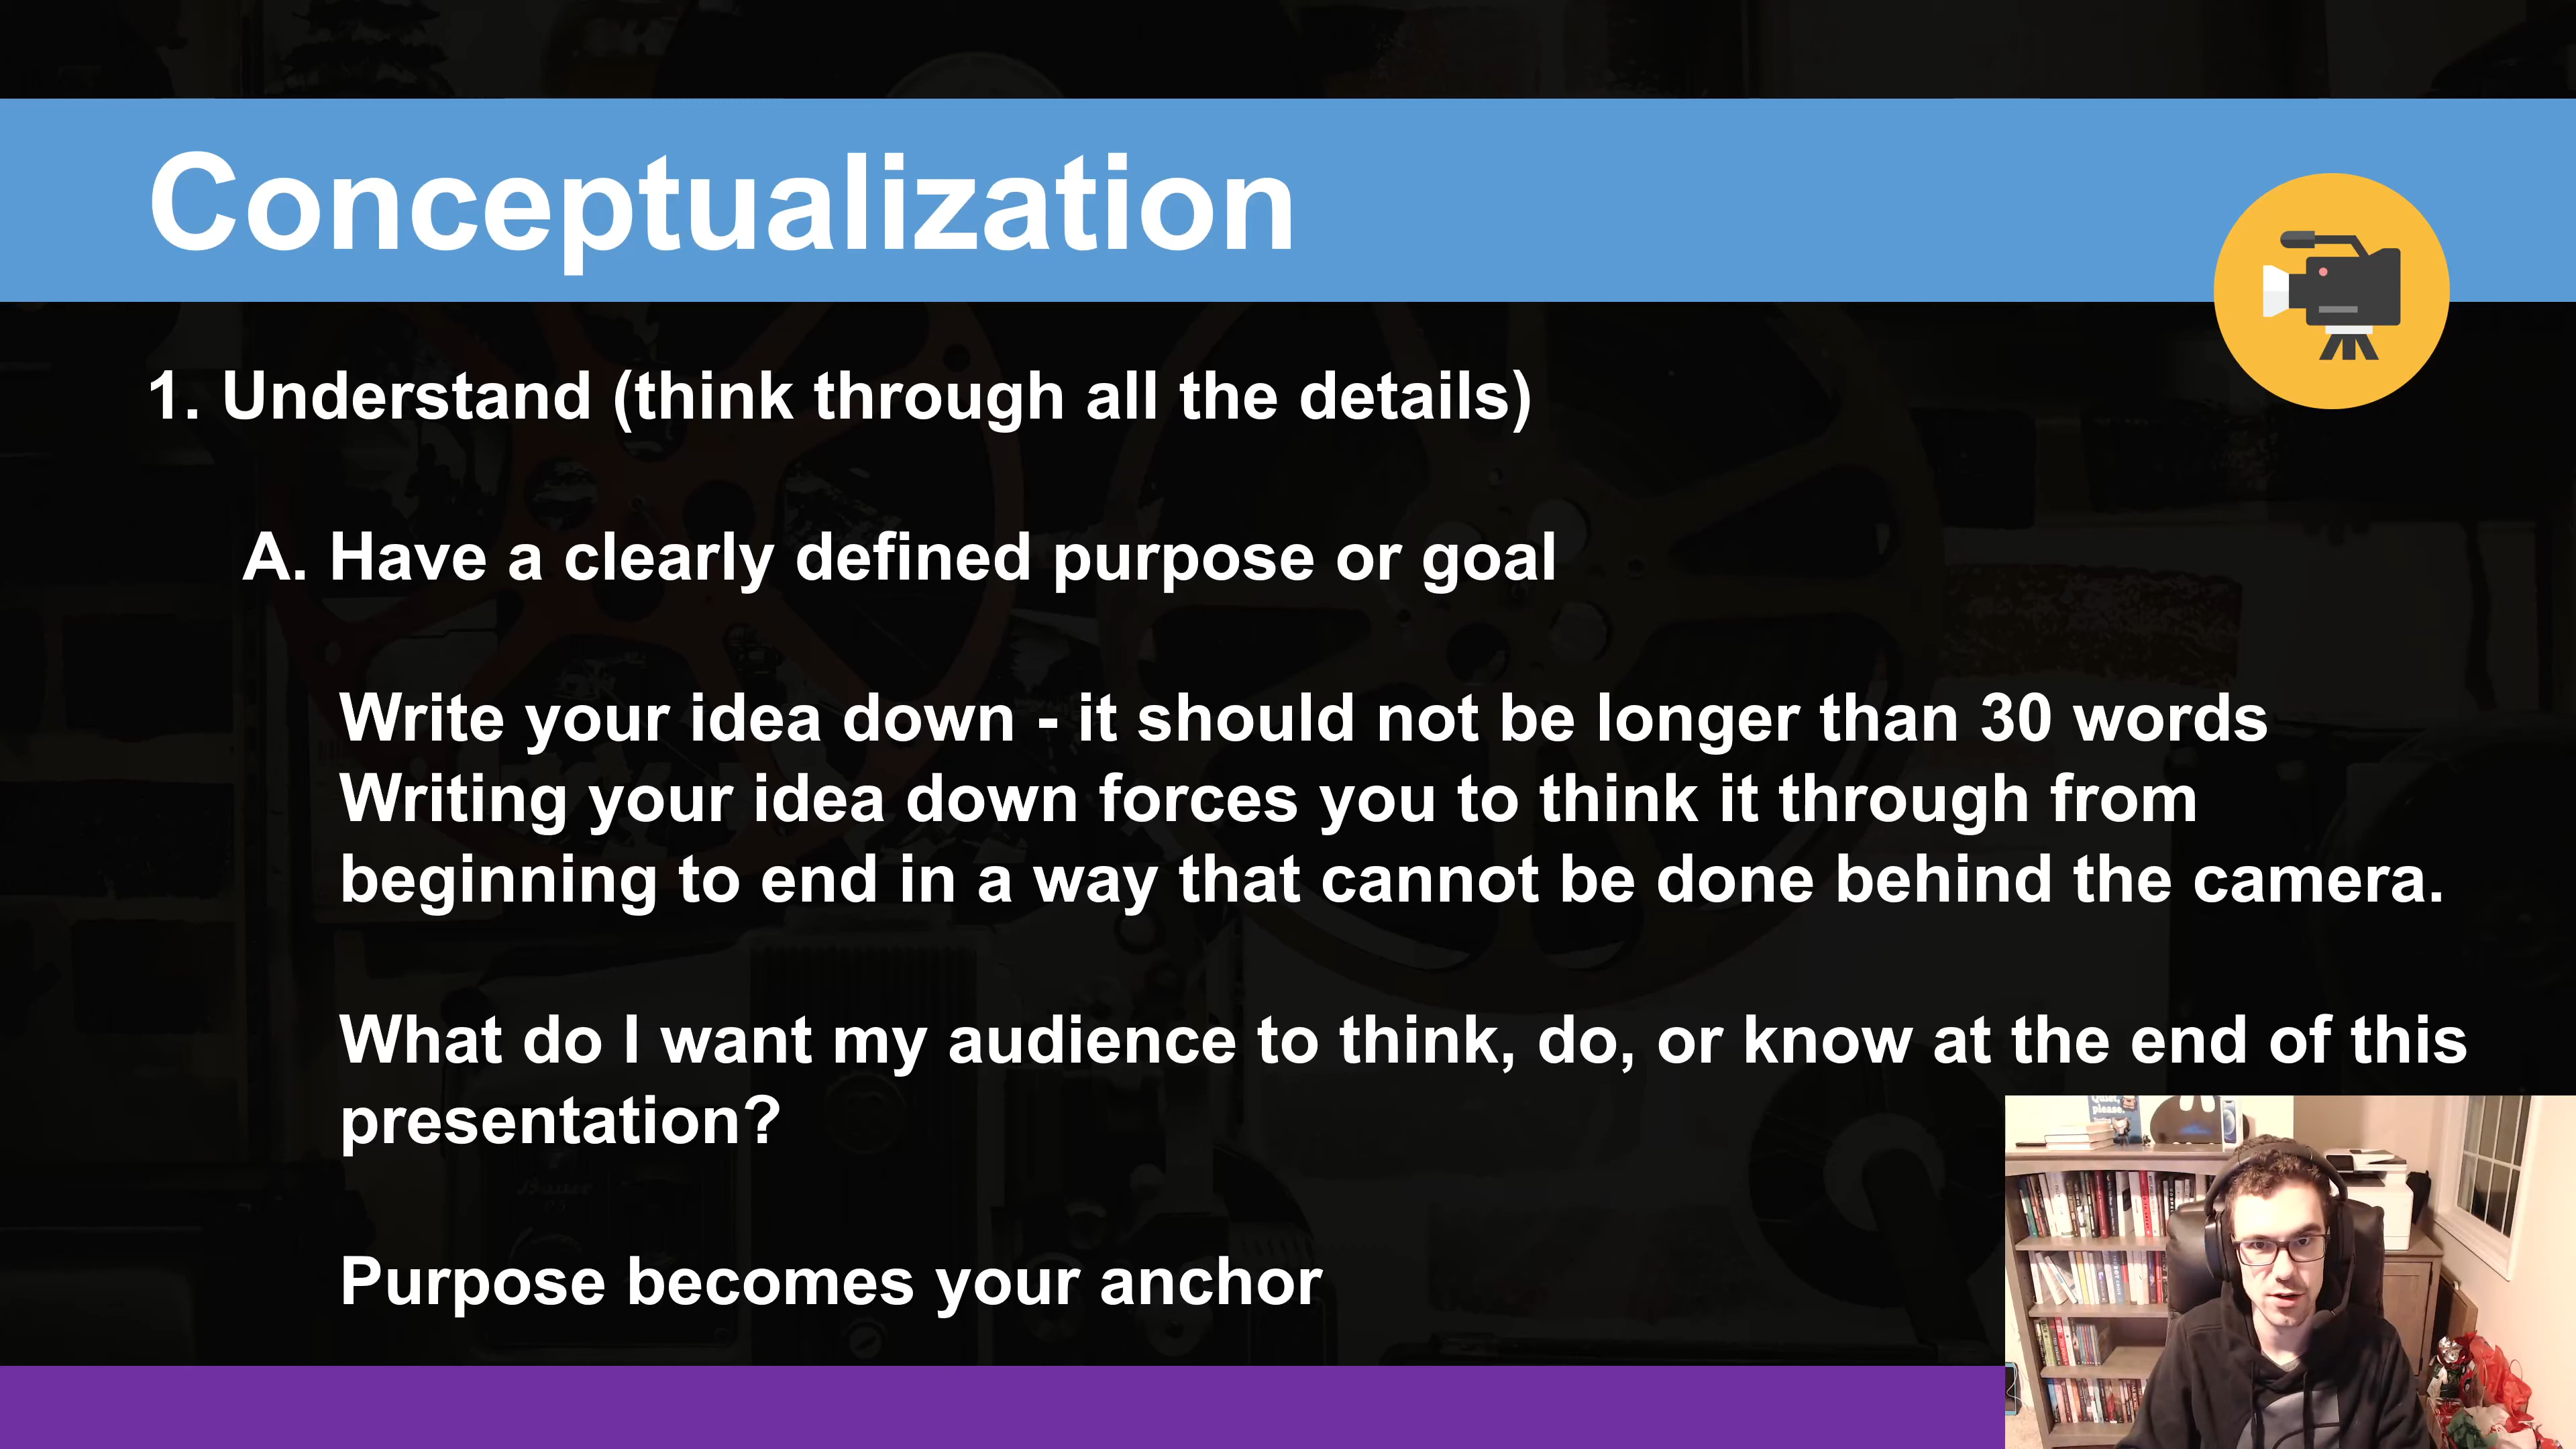 Conceptualization
1. Understand (think through all the details)
A. Have a clearly defined purpose or goal
Write your idea down - it should not be longer than 30 words
Writing your idea down forces you to think it through from
beginning to end in a way that cannot be done behind the camera.
What do I want my audience to think, do, or know at the end of this
presentation?
Purpose becomes your anchor
Quiet,
please.